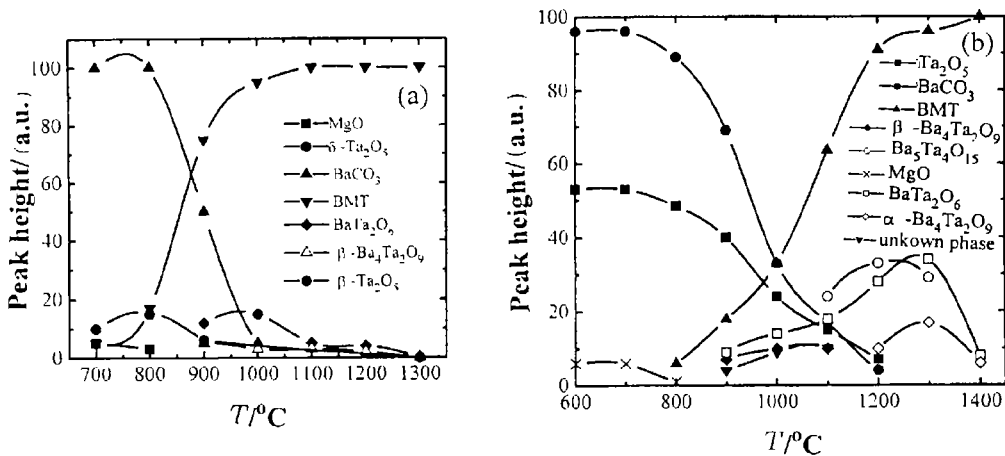 100
80
60
40
20
0
Peak height/(a.u.)
(a)
MgO
δ -Ta₂O₅
BaCO₃
BMT
BaTa₂O₆
β -Ba₄Ta₂O₉
β -Ta₂O₅
700 800 900 1000 1100 1200 1300
T/°C
100
80
60
40
20
0
Peak height/(a.u.)
(b)
Ta₂O₅
BaCO₃
BMT
β -Ba₄Ta₂O₉
Ba₅Ta₄O₁₅
MgO
BaTa₂O₆
α -Ba₄Ta₂O₉
unkown phase
600 800 1000 1200 1400
T/°C